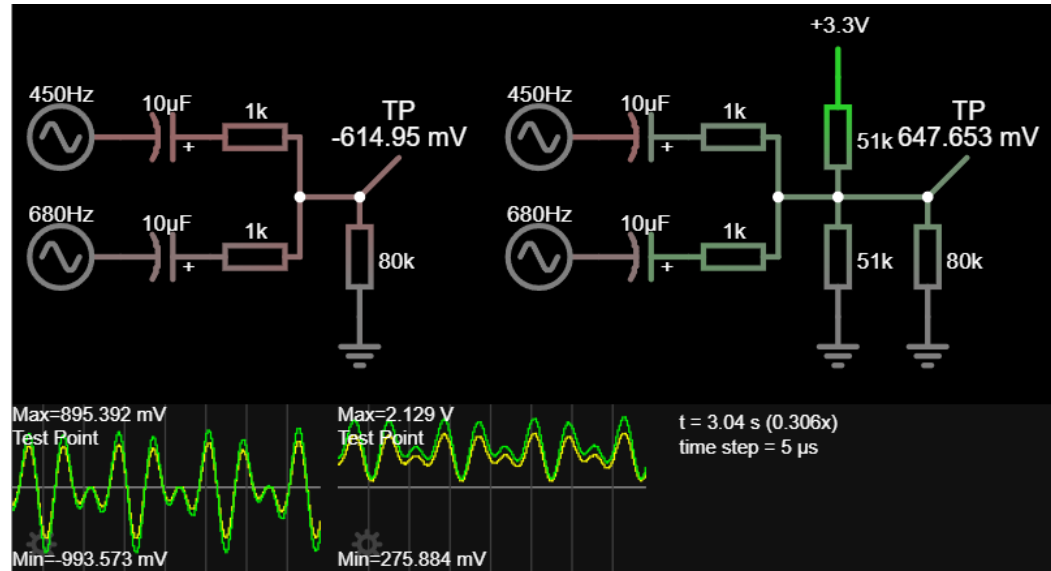 +3.3V
450Hz
10µF
1k
TP
-614.95 mV
450Hz
10µF
1k
51k
TP
647.653 mV
680Hz
10µF
1k
80k
680Hz
10µF
1k
51k
80k
+
+
+
+
Max=895.392 mV
Test Point
Min=-993.573 mV
Max=2.129 V
Test Point
Min=275.884 mV
t = 3.04 s (0.306x)
time step = 5 µs